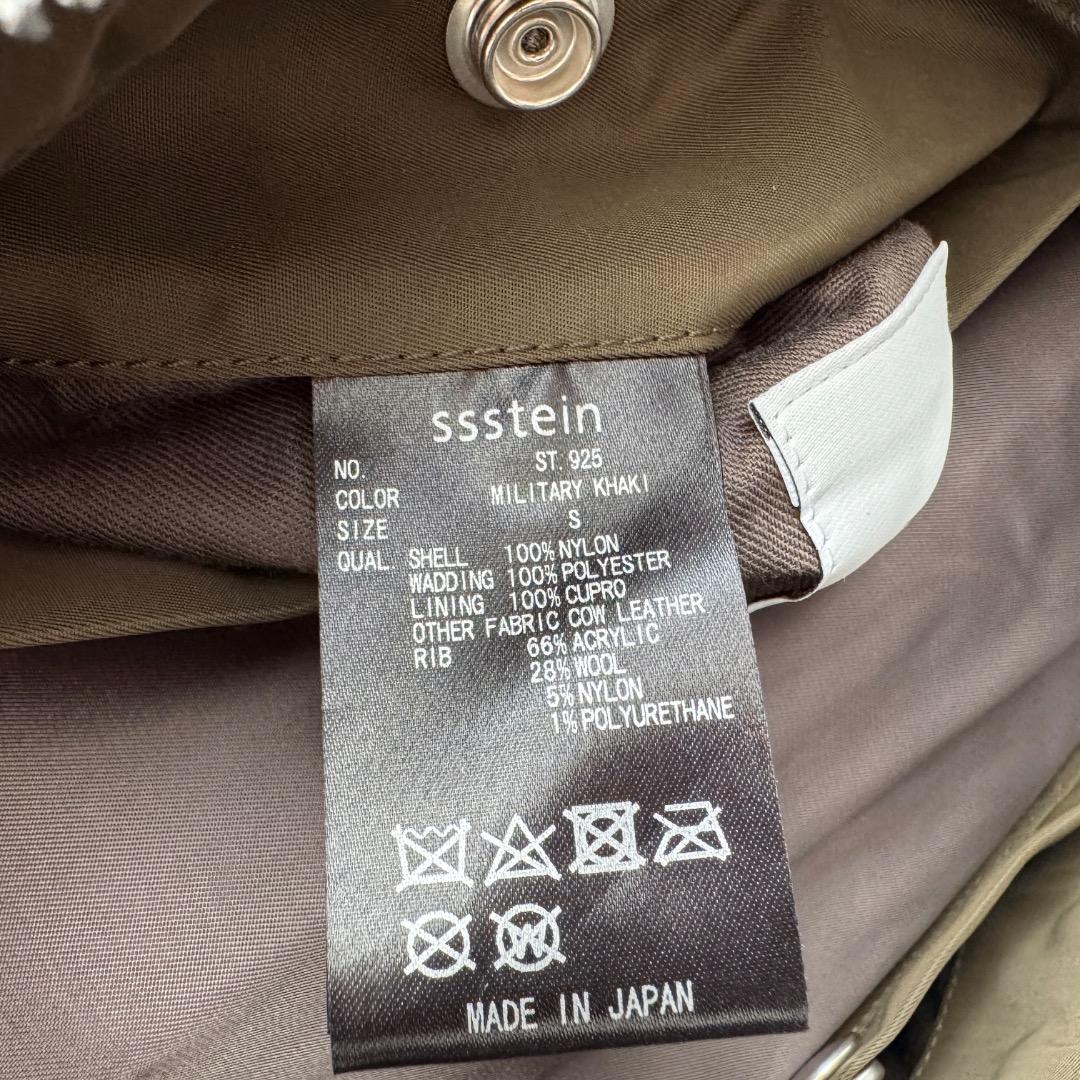 ssstein
NO. ST.925
COLOR MILITARY KHAKI
SIZE S
QUAL SHELL 100%NYLON
WADDING 100%POLYESTER
LINING 100%CUPRO
OTHER FABRIC COW LEATHER
RIB 66%ACRYLIC
28%WOOL
5%NYLON
1%POLYURETHANE
W
MADE IN JAPAN